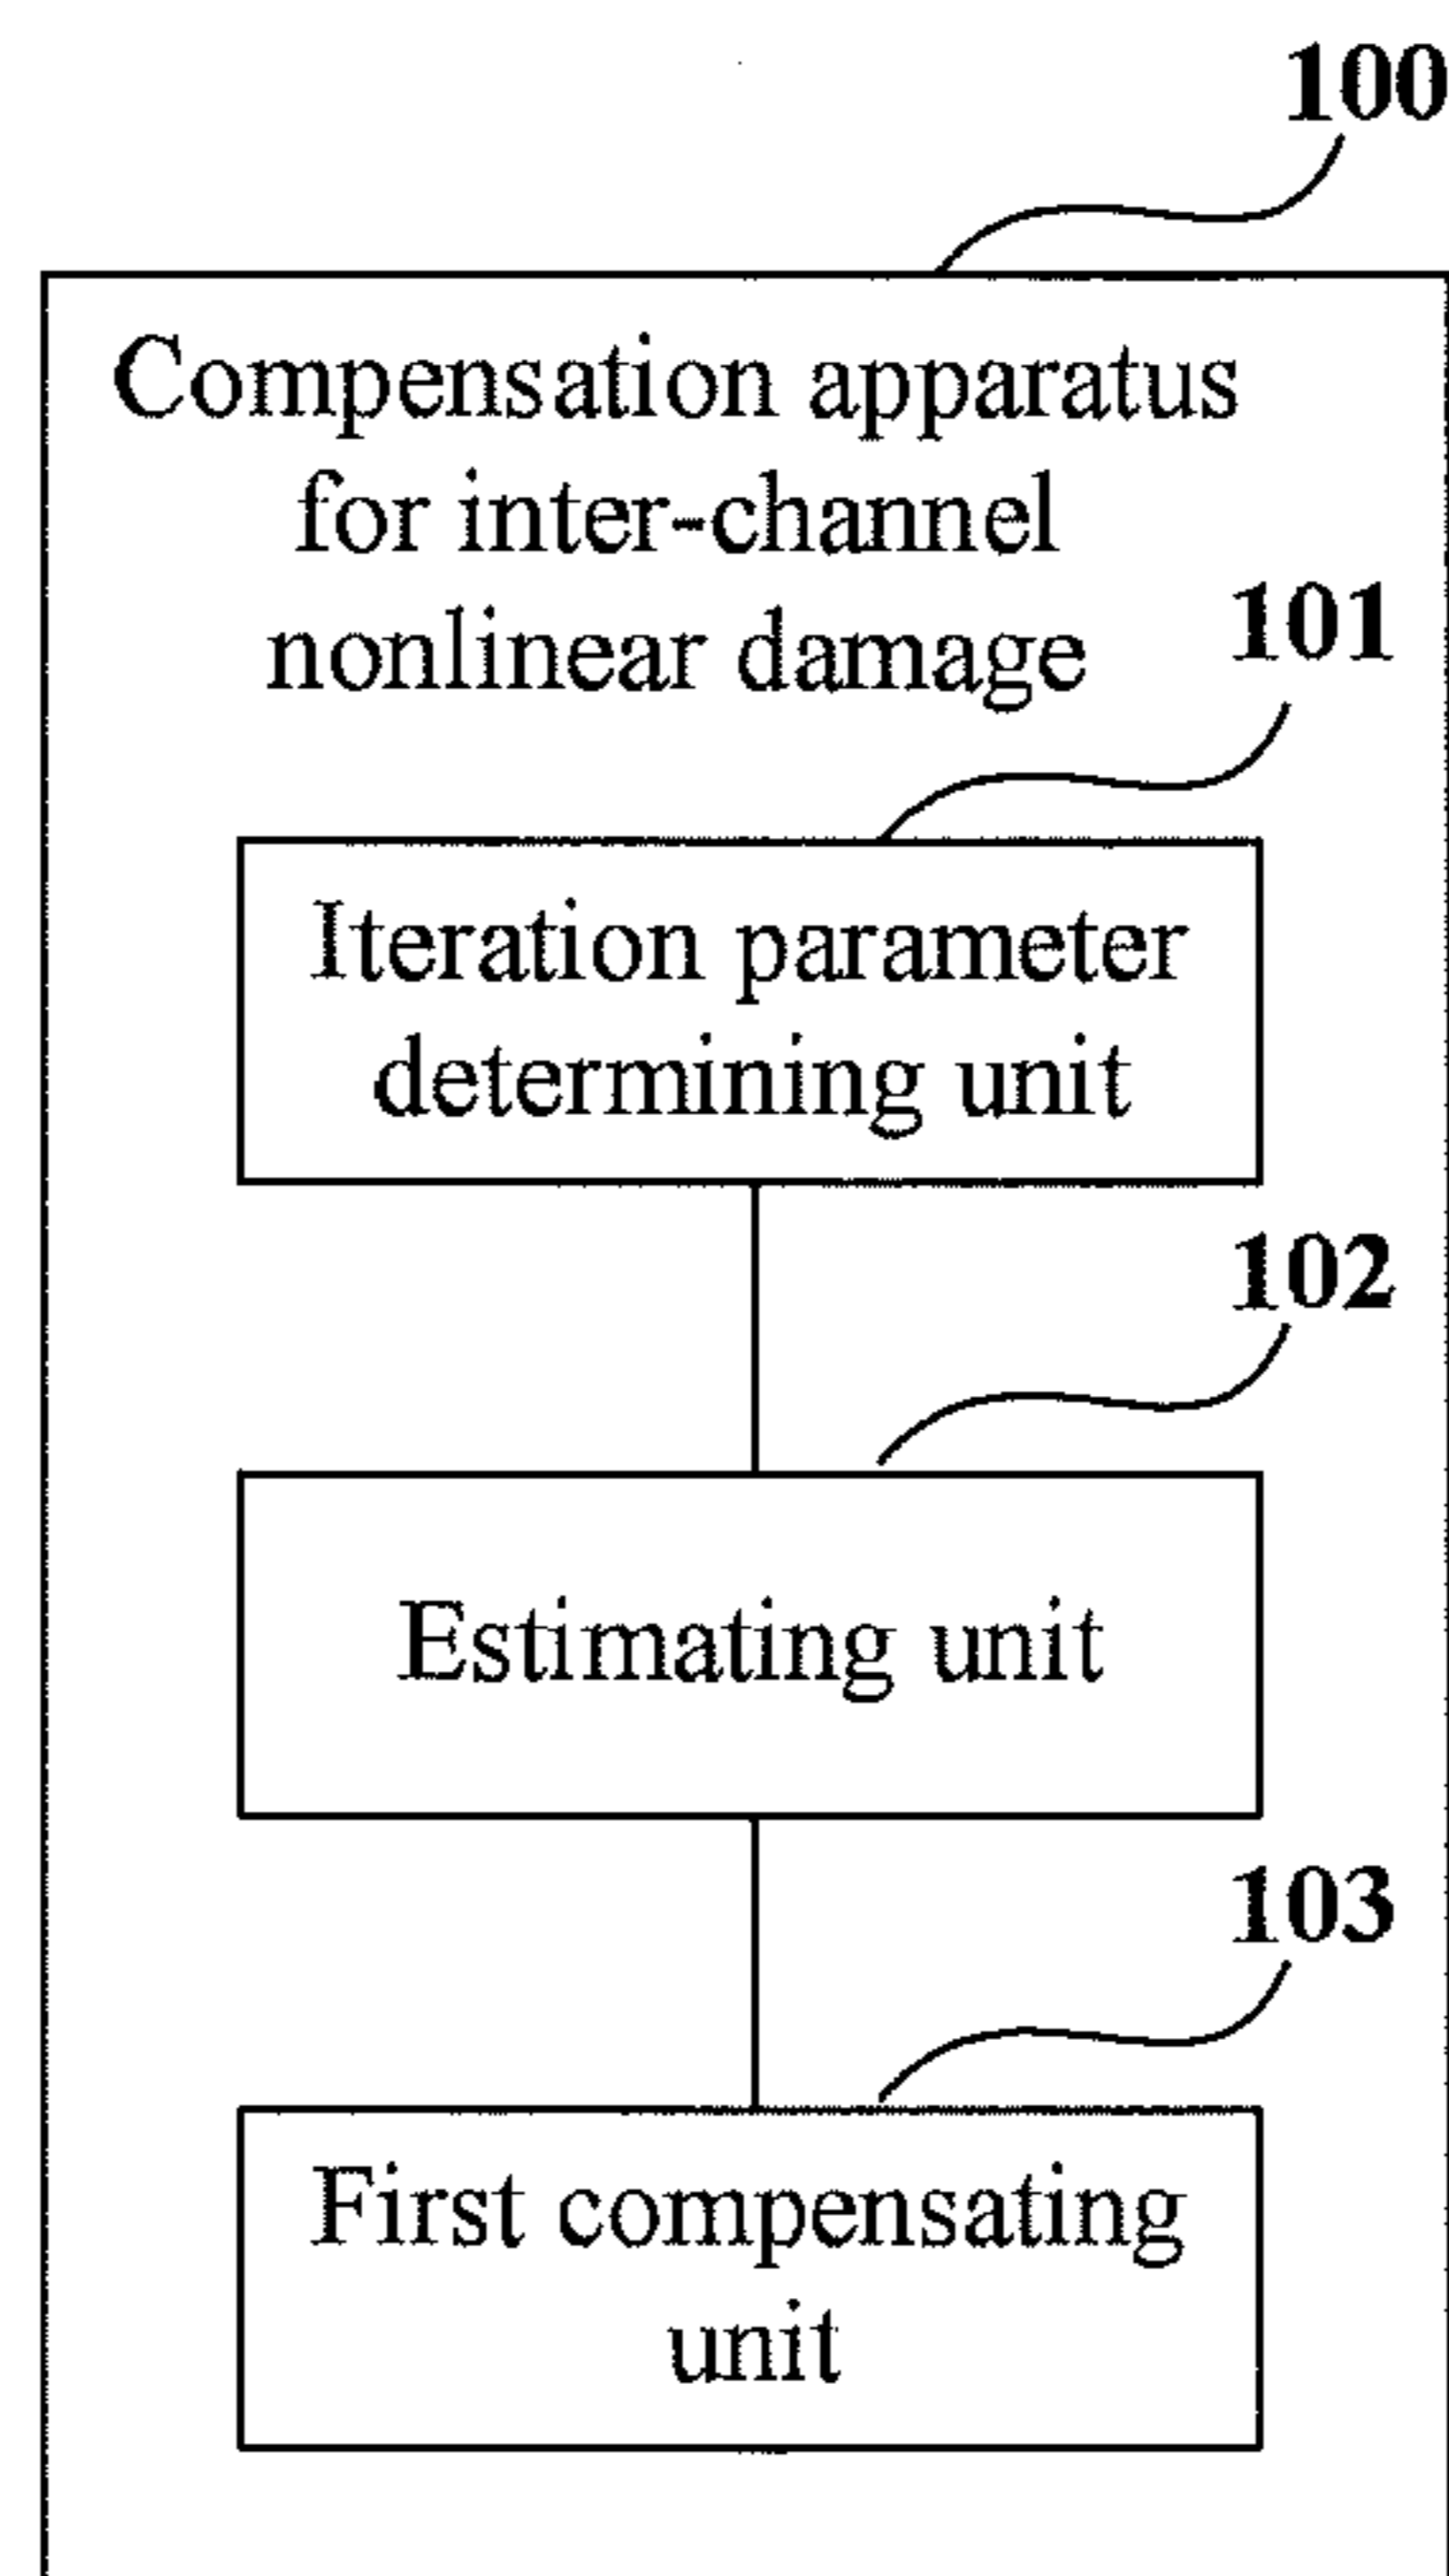 100
Compensation apparatus
for inter-channel
nonlinear damage
101
Iteration parameter
determining unit
102
Estimating unit
103
First compensating
unit